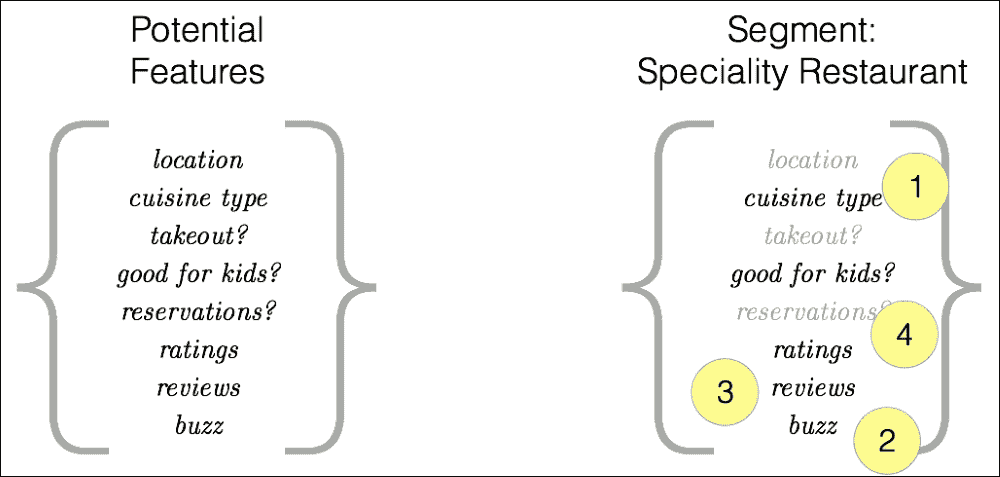 Potential
Features
location
cuisine type
takeout?
good for kids?
reservations?
ratings
reviews
buzz
Segment:
Speciality Restaurant
location
1
cuisine type
takeout?
good for kids?
reservations?
4
ratings
3
reviews
buzz
2